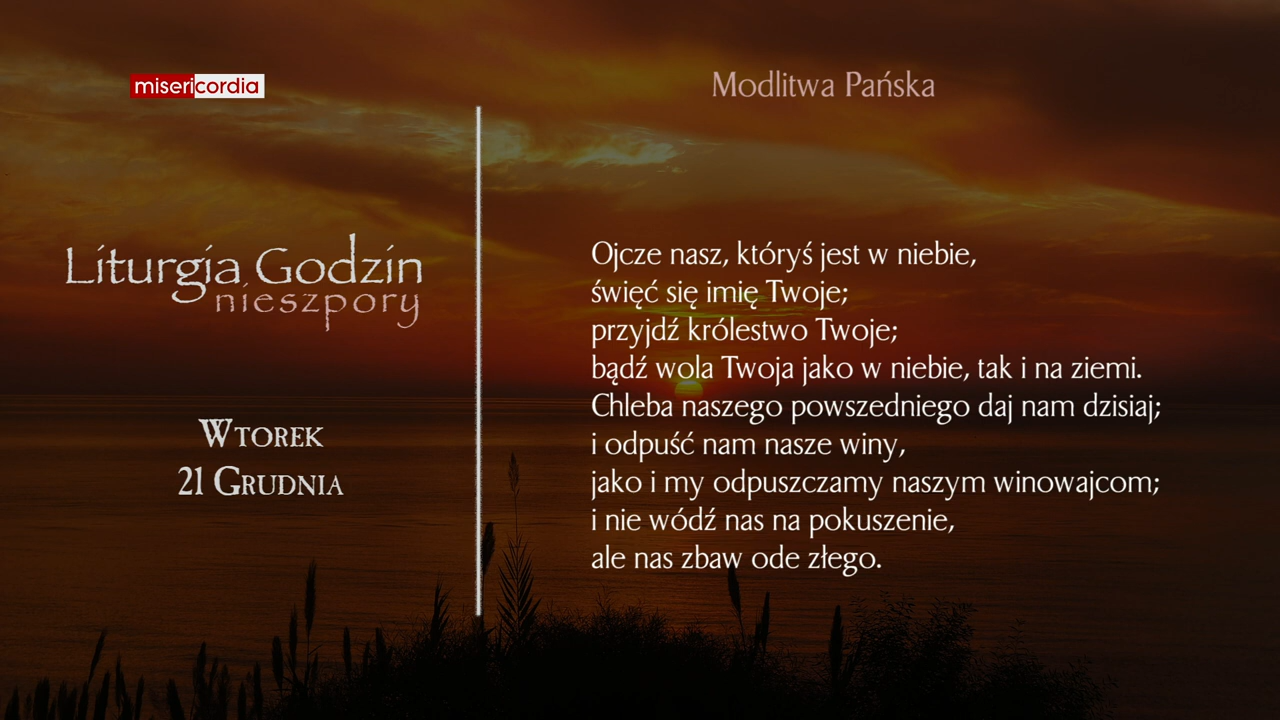 misericordia
Liturgia Godzin
nieszpory
Wtorek
21 Grudnia
Modlitwa Pańska
Ojcze nasz, któryś jest w niebie,
święć się imię Twoje;
przyjdź królestwo Twoje;
bądź wola Twoja jako w niebie, tak i na ziemi.
Chleba naszego powszedniego daj nam dzisiaj;
i odpuść nam nasze winy,
jako i my odpuszczamy naszym winowajcom;
i nie wódź nas na pokuszenie,
ale nas zbaw ode złego.